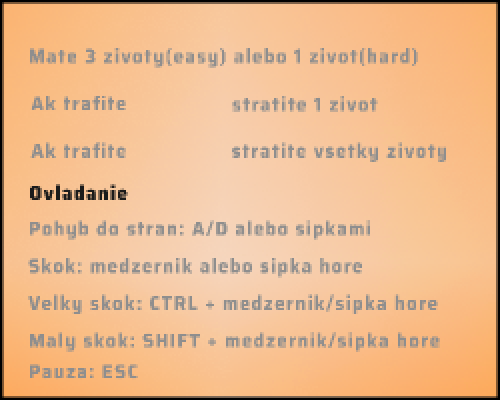 Mate 3 zivoty(easy) alebo 1 zivot(hard)
Ak trafite stratite 1 zivot
Ak trafite stratite vsetky zivoty
Ovladanie
Pohyb do stran: A/D alebo sipkami
Skok: medzernik alebo sipka hore
Velky skok: CTRL + medzernik/sipka hore
Maly skok: SHIFT + medzernik/sipka hore
Pauza: ESC